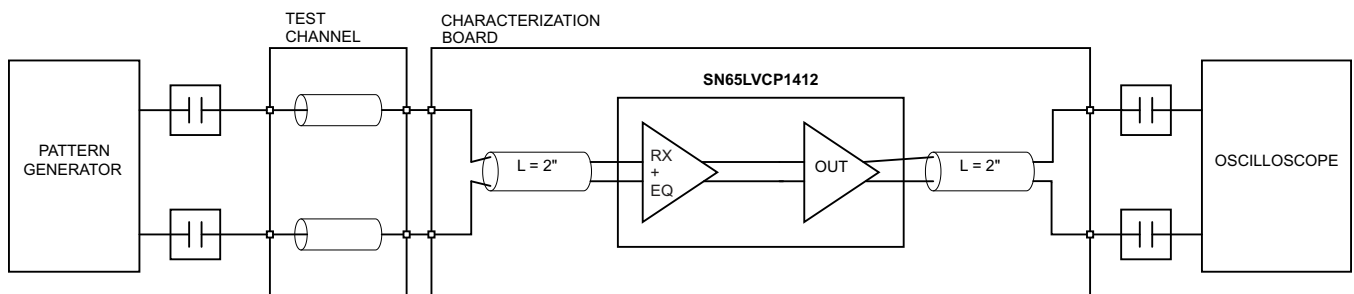 TEST
CHANNEL
CHARACTERIZATION
BOARD
SN65LVCP1412
PATTERN
GENERATOR
L = 2"
RX
+
EQ
OUT
L = 2"
OSCILLOSCOPE